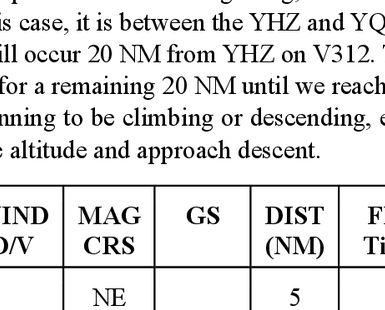 is case, it is between the YHZ and YQ
ill occur 20 NM from YHZ on V312.
for a remaining 20 NM until we reach
nning to be climbing or descending, e
e altitude and approach descent.
IND MAG GS DIST F
D/V CRS (NM) Ti
NE 5